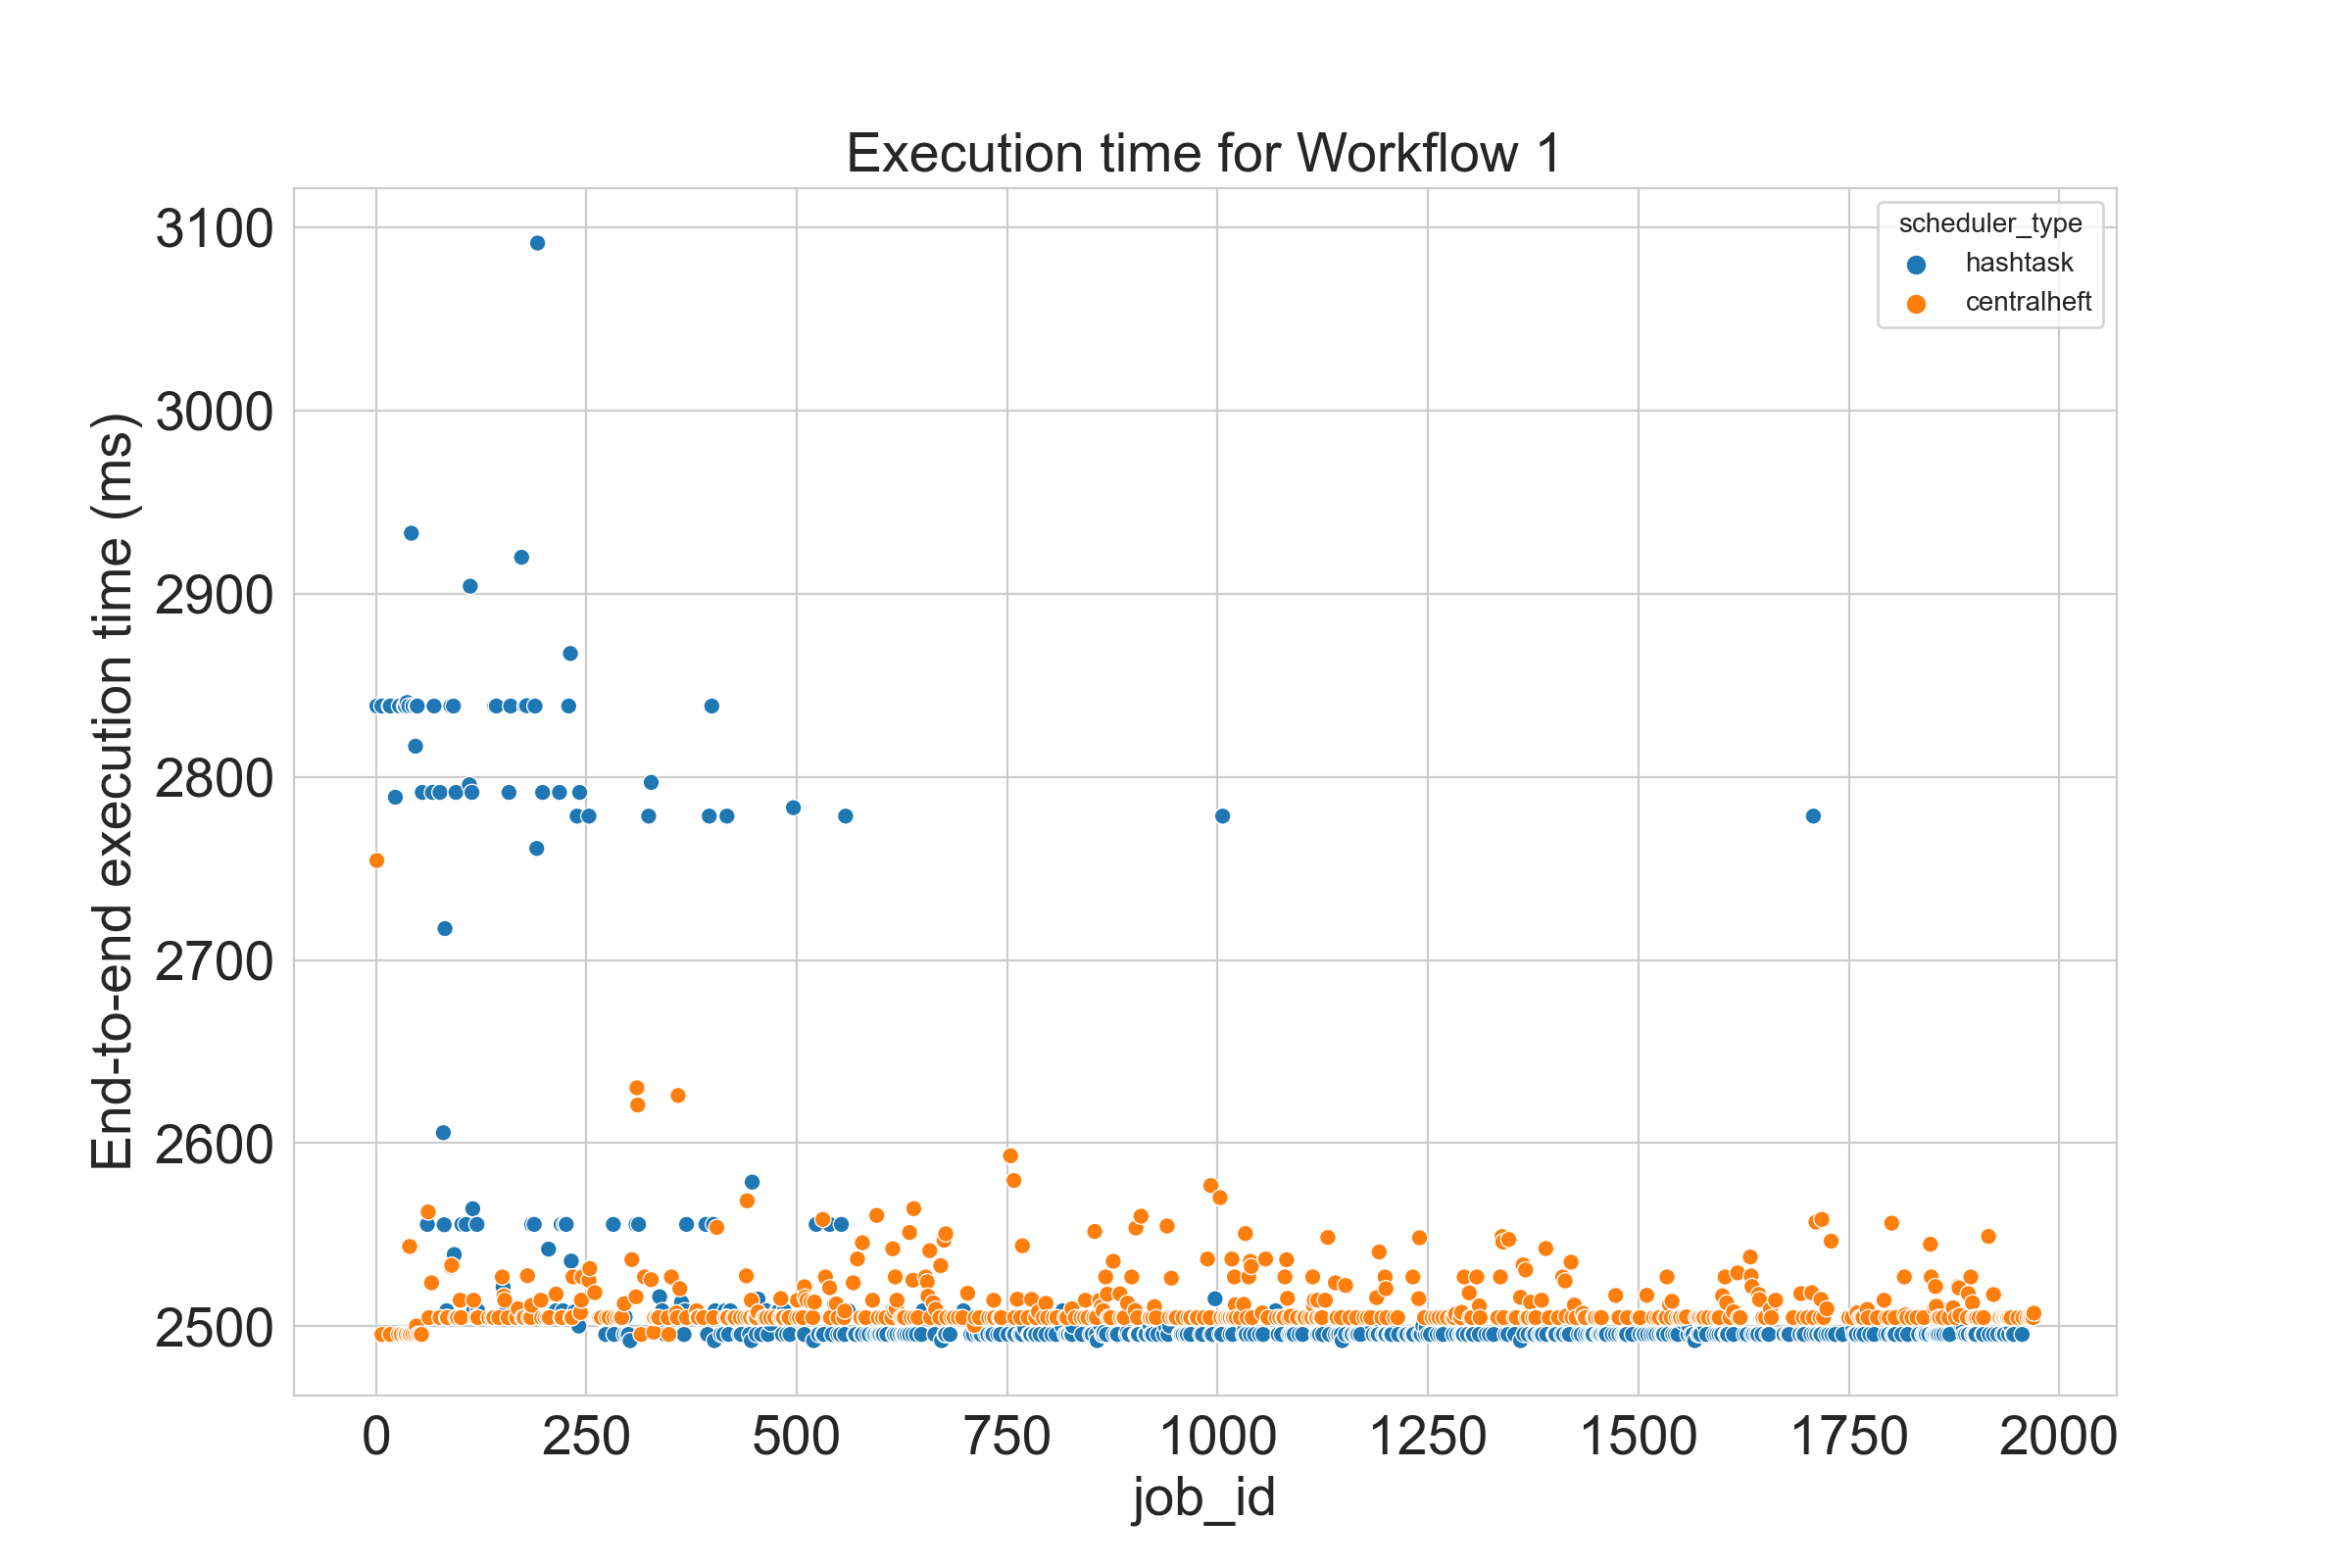 Execution time for Workflow 1
scheduler_type
hashtask
centralheft
End-to-end execution time (ms)
3100
3000
2900
2800
2700
2600
2500
0 250 500 750 1000 1250 1500 1750 2000
job_id